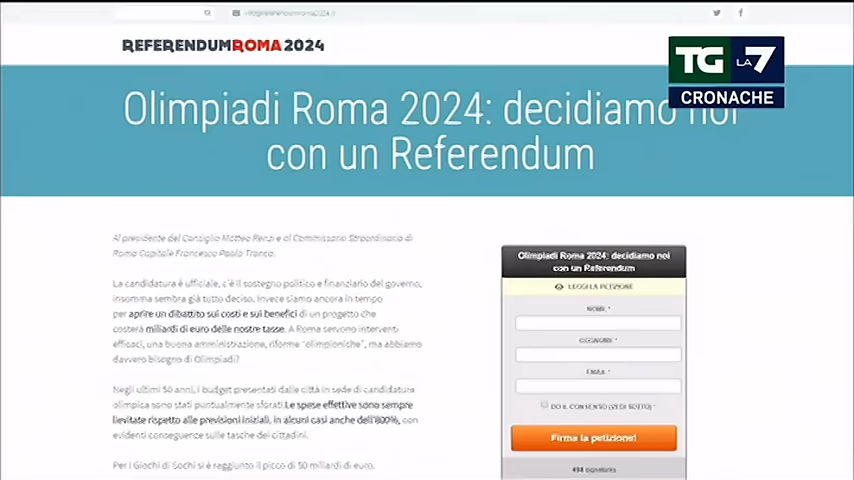 REFERENDUMROMA 2024
TG LA 7
CRONACHE
Olimpiadi Roma 2024: decidiamo noi
con un Referendum
Al presidente del Consiglio Matteo Renzi e al Commissario Straordinario di
Roma Capitale Francesco Paolo Tronca.
La candidatura è ufficiale, c'è il sostegno politico e finanziario del governo,
insomma sembra già tutto deciso. Invece siamo ancora in tempo
per aprire un dibattito sui costi e sui benefici di un progetto che
costerà miliardi di euro delle nostre tasse. A Roma servono interventi
efficaci, una buona amministrazione, riforme "olimpioniche", ma abbiamo
davvero bisogno di Olimpiadi?
Negli ultimi 50 anni, i budget presentati dalle città in sede di candidatura
olimpica sono stati puntualmente sforati. Le spese effettive sono sempre
lievitate rispetto alle previsioni iniziali, in alcuni casi anche dell'800%, con
evidenti conseguenze sulle tasche dei cittadini.
Per i Giochi di Sochi si è raggiunto il picco di 50 miliardi di euro.
Olimpiadi Roma 2024: decidiamo noi
con un Referendum
LEGGI LA PETIZIONE
NOME *
COGNOME *
EMAIL *
DO IL CONSENTO (VEDI SOTTO) *
Firma la petizione!
signatures